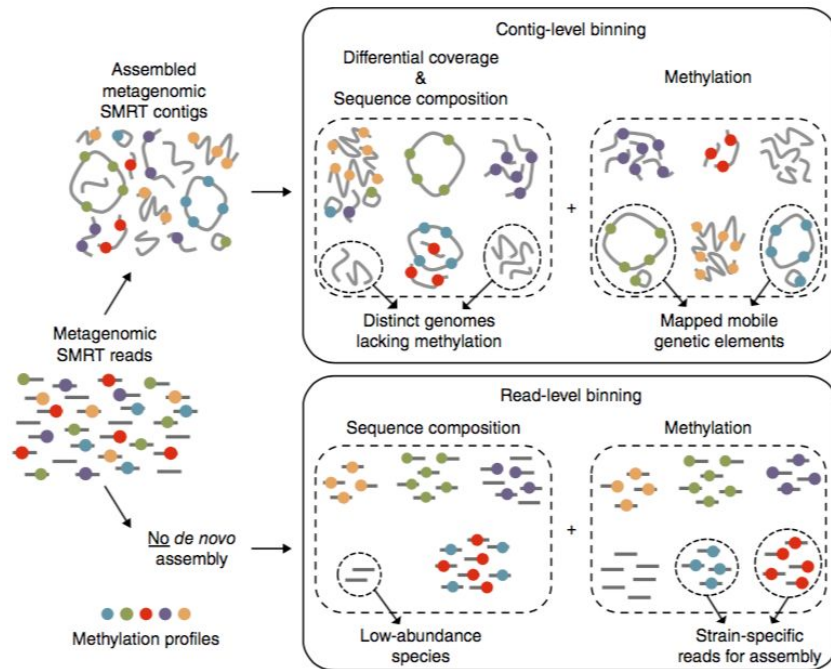 Contig-level binning
Assembled
metagenomic
SMRT contigs
Differential coverage
&
Sequence composition
Methylation
+
Distinct genomes
lacking methylation
Mapped mobile
genetic elements
Metagenomic
SMRT reads
No de novo
assembly
Methylation profiles
Read-level binning
Sequence composition
Methylation
+
Low-abundance
species
Strain-specific
reads for assembly